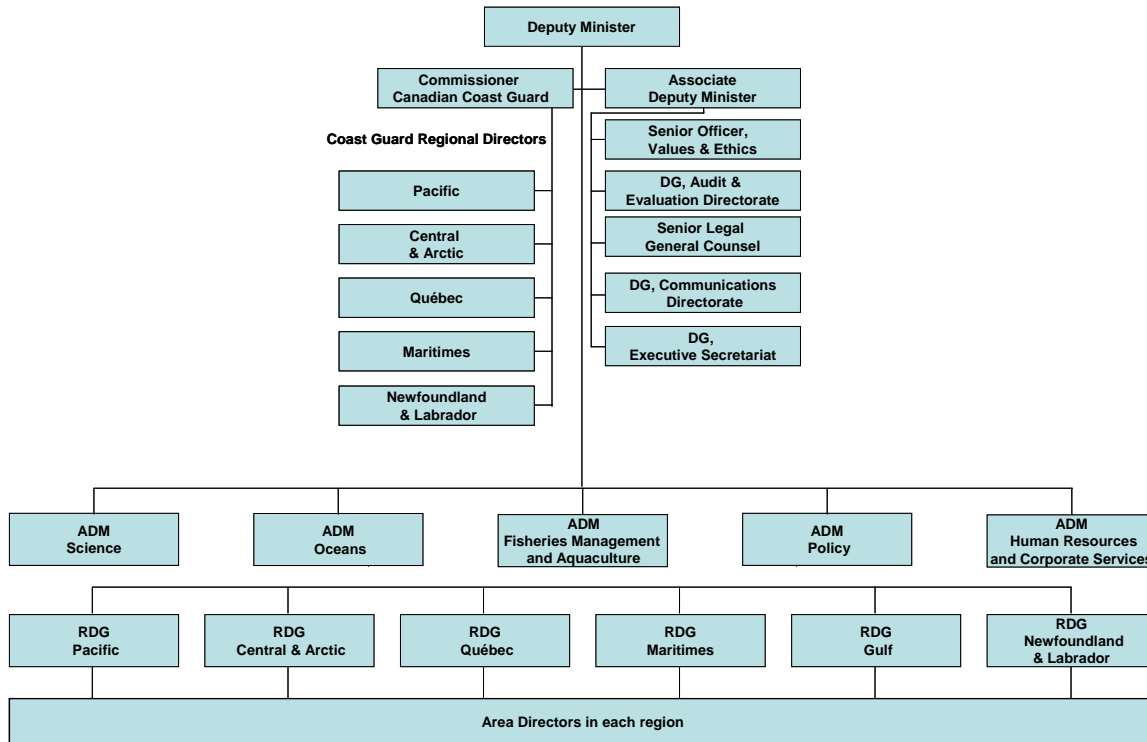 Deputy Minister
Commissioner
Canadian Coast Guard
Associate
Deputy Minister
Coast Guard Regional Directors
Pacific
Central
& Arctic
Québec
Maritimes
Newfoundland
& Labrador
Senior Officer,
Values & Ethics
DG, Audit &
Evaluation Directorate
Senior Legal
General Counsel
DG, Communications
Directorate
DG,
Executive Secretariat
ADM
Science
ADM
Oceans
ADM
Fisheries Management
and Aquaculture
ADM
Policy
ADM
Human Resources
and Corporate Services
RDG
Pacific
RDG
Central & Arctic
RDG
Québec
RDG
Maritimes
RDG
Gulf
RDG
Newfoundland
& Labrador
Area Directors in each region